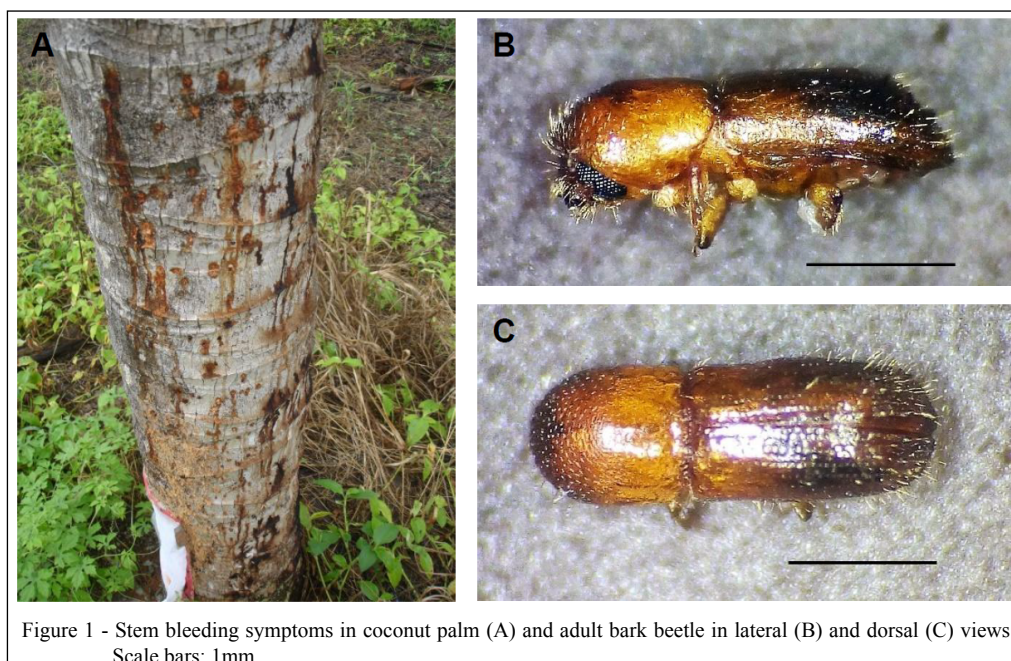 A
B
C
Figure 1 - Stem bleeding symptoms in coconut palm (A) and adult bark beetle in lateral (B) and dorsal (C) views
Scale bars: 1mm